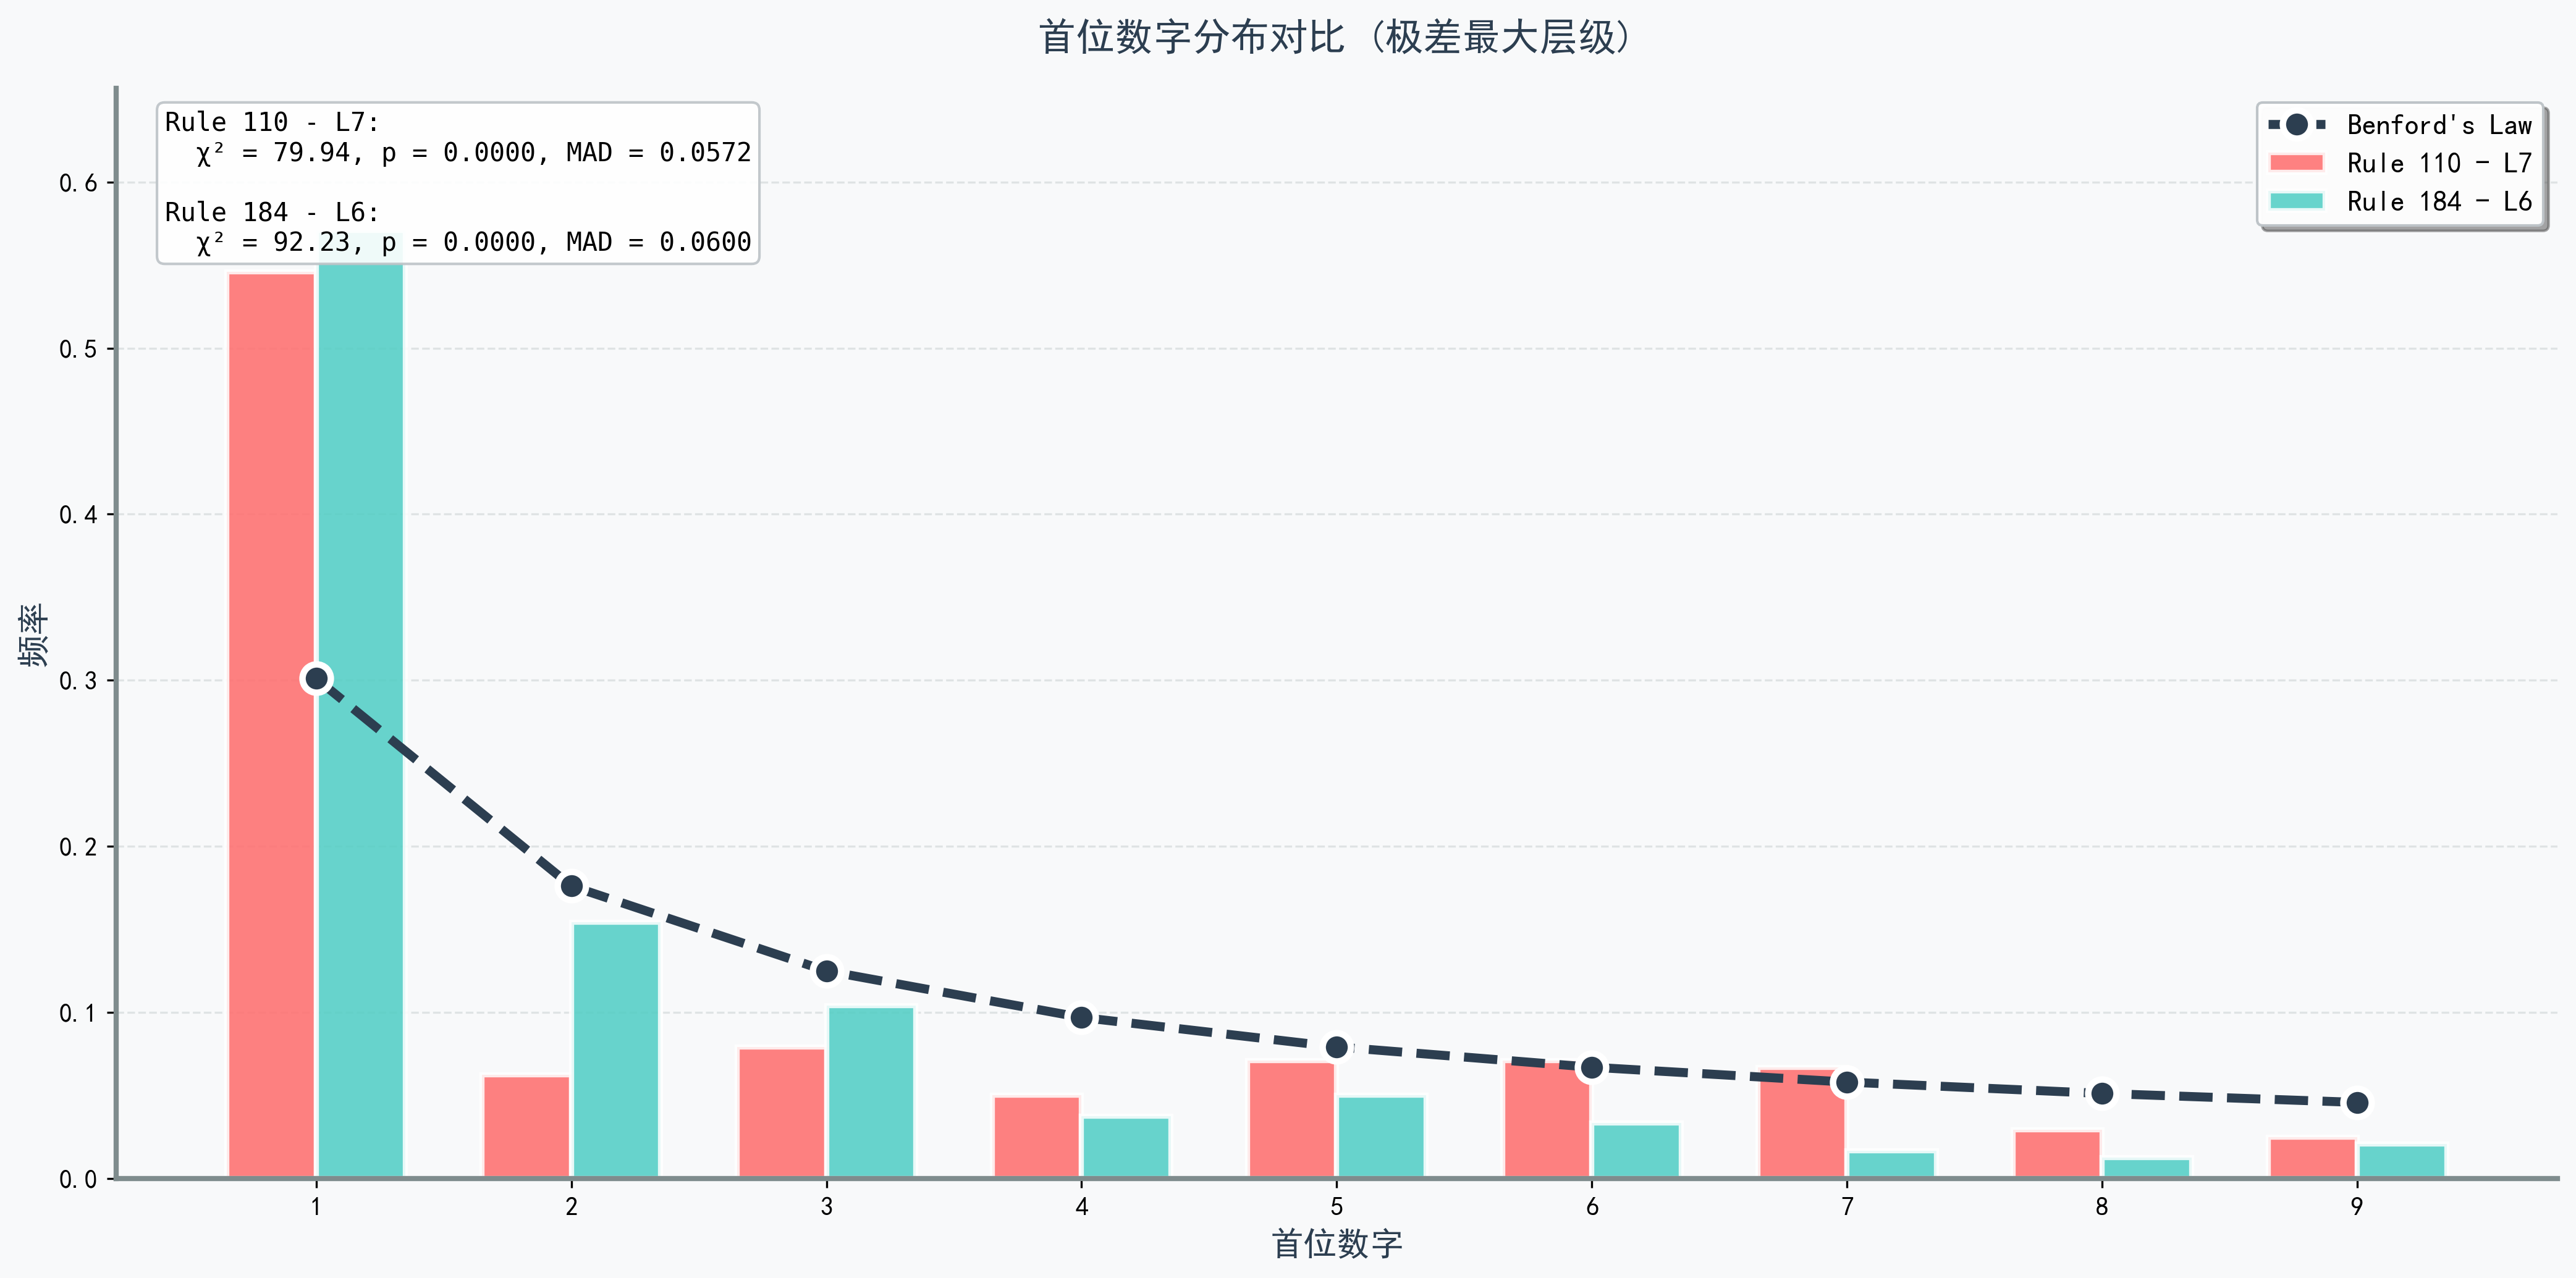 首位数字分布对比 (极差最大层级)
Rule 110 - L7:
χ² = 79.94, p = 0.0000, MAD = 0.0572
Rule 184 - L6:
χ² = 92.23, p = 0.0000, MAD = 0.0600
Benford's Law
Rule 110 - L7
Rule 184 - L6
频率
0.6
0.5
0.4
0.3
0.2
0.1
0.0
1 2 3 4 5 6 7 8 9
首位数字